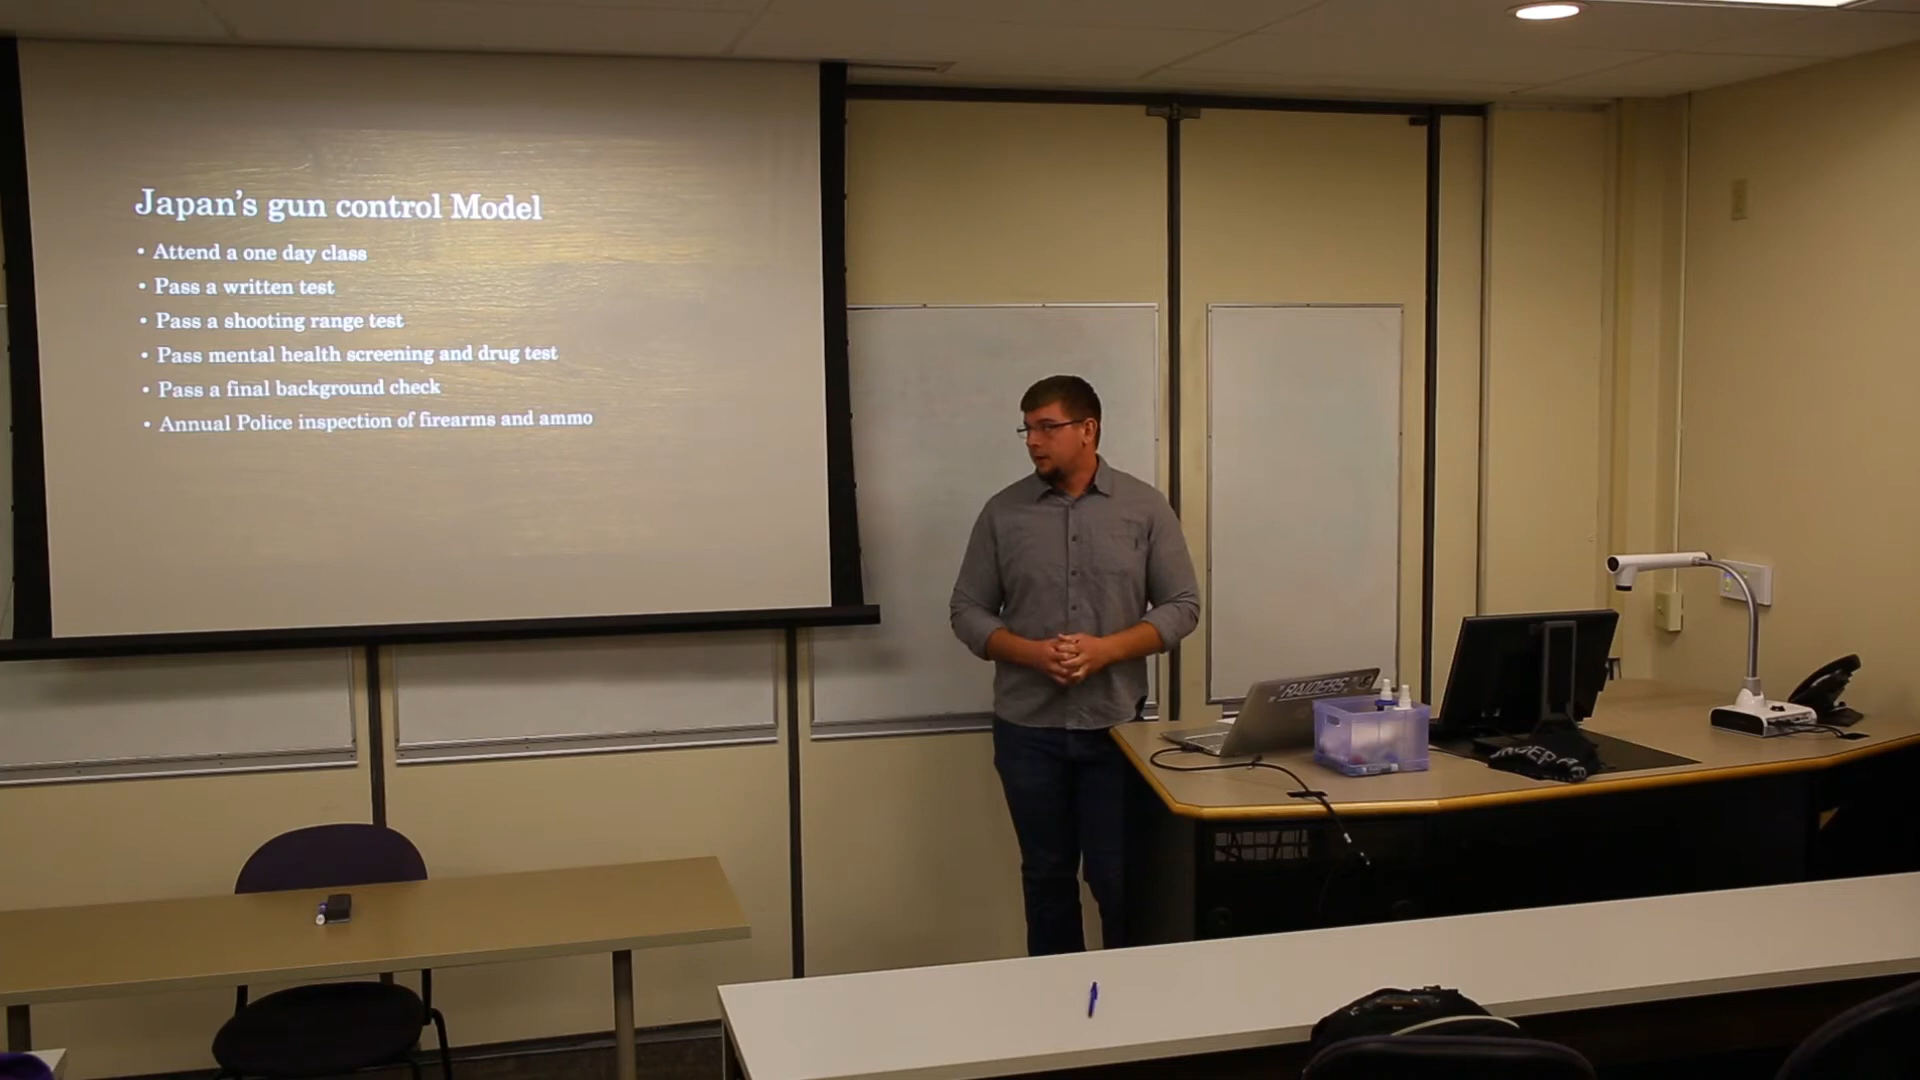 Japan's gun control Model
• Attend a one day class
• Pass a written test
• Pass a shooting range test
• Pass mental health screening and drug test
• Pass a final background check
• Annual Police inspection of firearms and ammo
RAIDERS